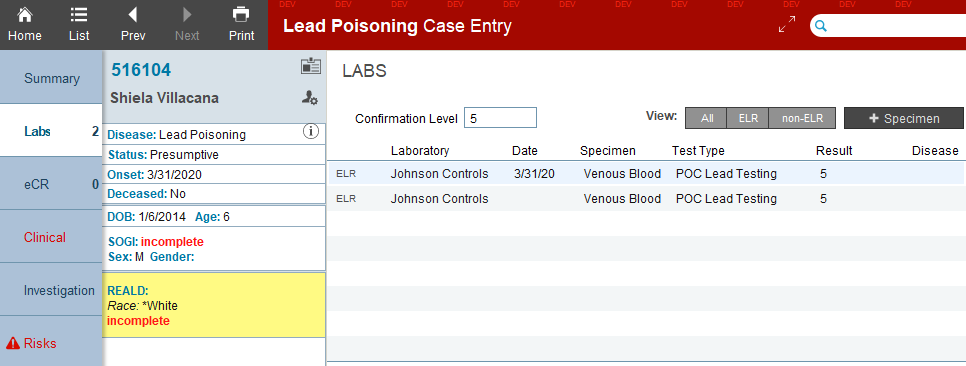 DEV DEV DEV DEV DEV DEV DEV DEV DEV DEV DEV DEV
Home List Prev Next Print
Lead Poisoning Case Entry
Summary
Labs 2
eCR 0
Clinical
Investigation
Risks
516104
Shiela Villacana
Disease: Lead Poisoning
Status: Presumptive
Onset: 3/31/2020
Deceased: No
DOB: 1/6/2014 Age: 6
SOGI: incomplete
Sex: M Gender:
REALD:
Race: *White
incomplete
LABS
Confirmation Level 5 View: All ELR non-ELR + Specimen
Laboratory Date Specimen Test Type Result Disease
ELR Johnson Controls 3/31/20 Venous Blood POC Lead Testing 5
ELR Johnson Controls Venous Blood POC Lead Testing 5